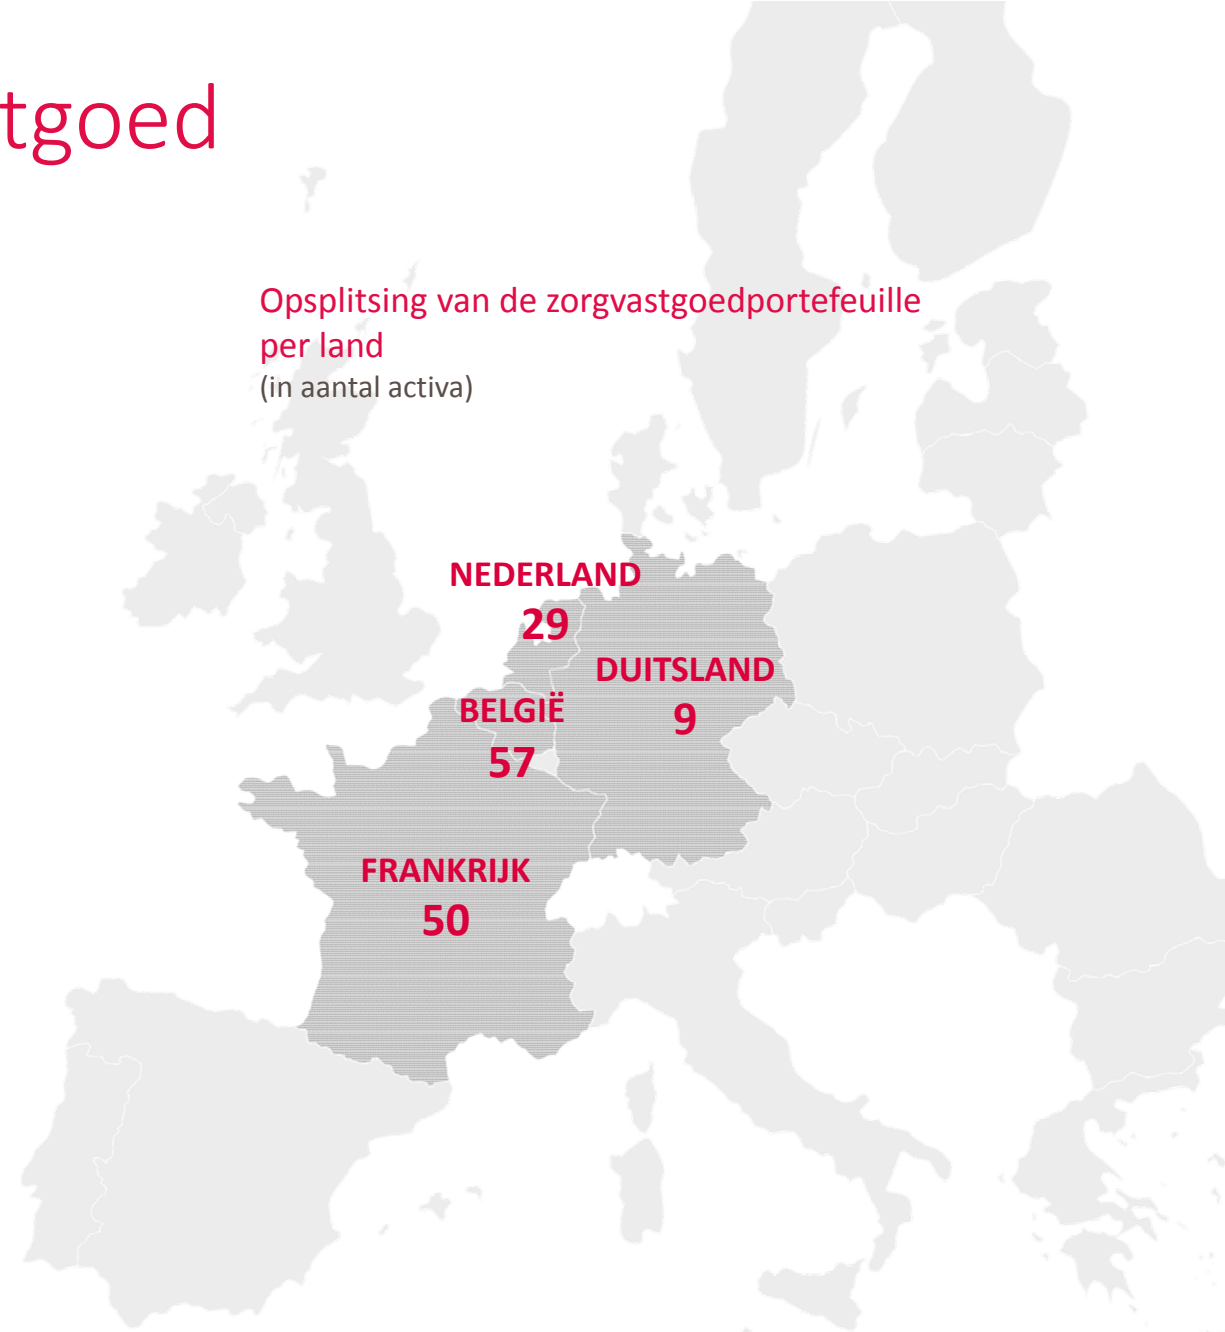 tgoed
Opsplitsing van de zorgvastgoedportefeuille
per land
(in aantal activa)
NEDERLAND
29
DUITSLAND
9
BELGIË
57
FRANKRIJK
50